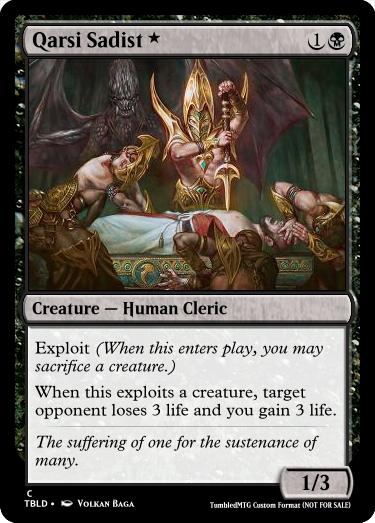 Qarsi Sadist ★ 1
Creature — Human Cleric
Exploit (When this enters play, you may
sacrifice a creature.)
When this exploits a creature, target
opponent loses 3 life and you gain 3 life.
The suffering of one for the sustenance of
many.
1/3
C
TBLD • Volkan Baga
TumbledMTG Custom Format (NOT FOR SALE)